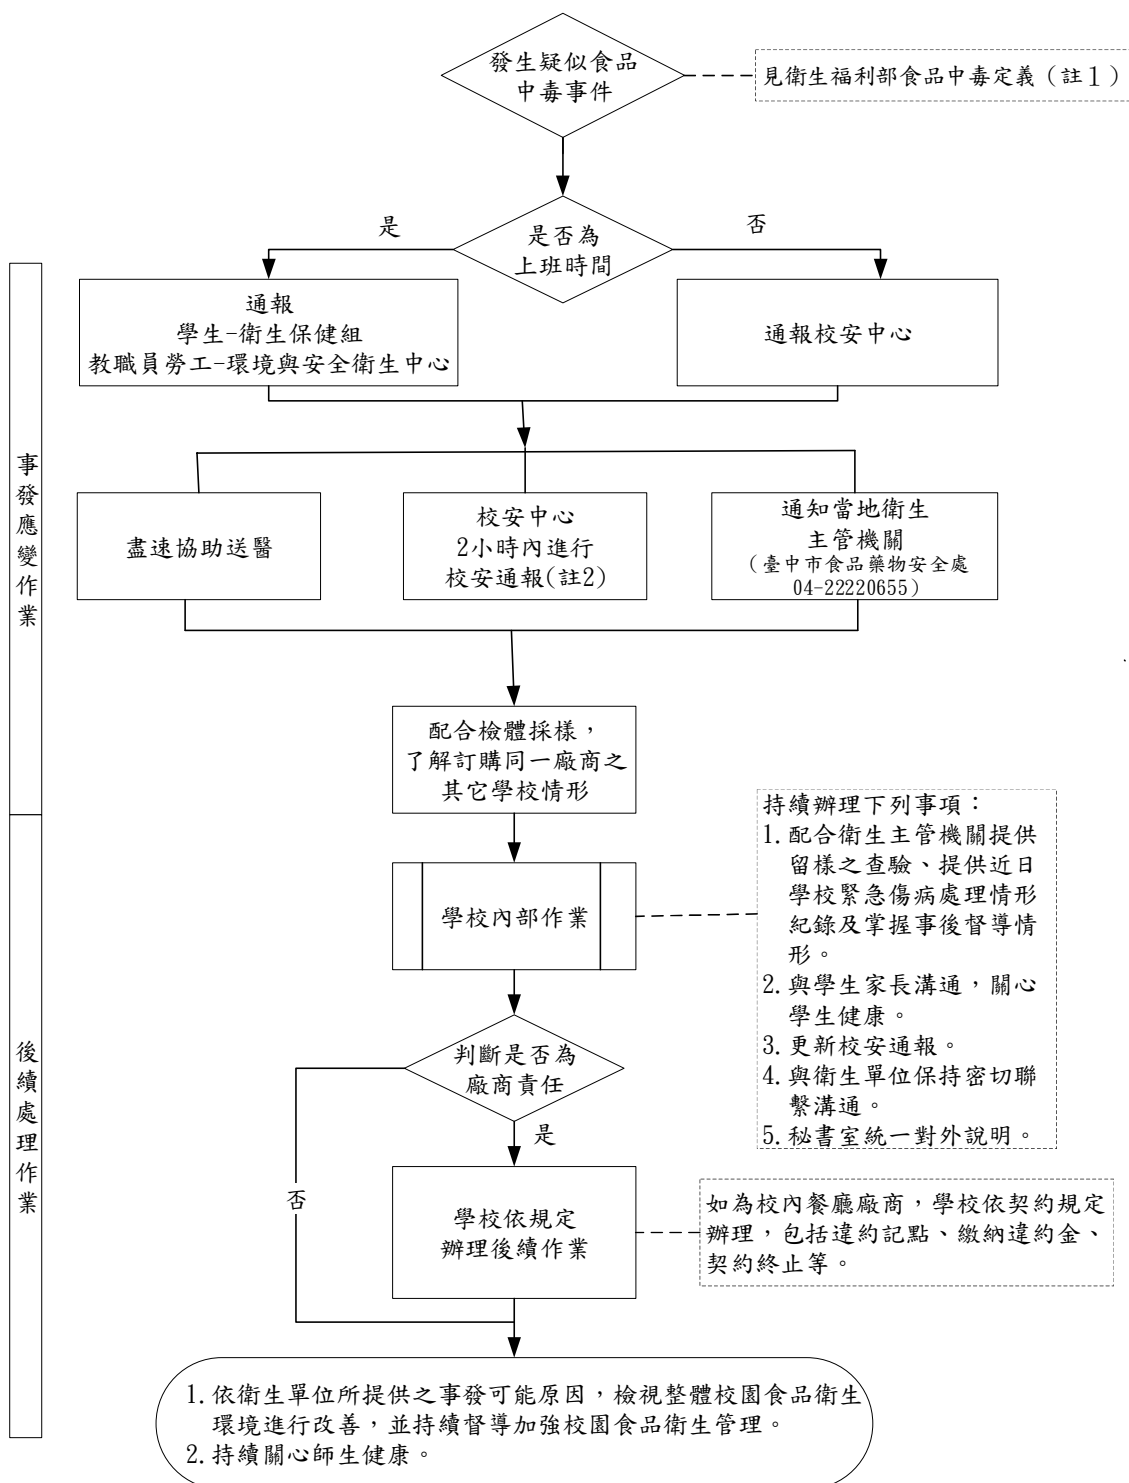 發生疑似食品
中毒事件
見衛生福利部食品中毒定義（註1）
是否為
上班時間
是
否
通報
學生-衛生保健組
教職員勞工-環境與安全衛生中心
通報校安中心
事發應變作業
盡速協助送醫
校安中心
2小時內進行
校安通報(註2)
通知當地衛生
主管機關
（臺中市食品藥物安全處
04-22220655）
配合檢體採樣，
了解訂購同一廠商之
其它學校情形
學校內部作業
持續辦理下列事項：
1.配合衛生主管機關提供
留樣之查驗、提供近日
學校緊急傷病處理情形
紀錄及掌握事後督導情
形。
2.與學生家長溝通，關心
學生健康。
3.更新校安通報。
4.與衛生單位保持密切聯
繫溝通。
5.秘書室統一對外說明。
後續處理作業
判斷是否為
廠商責任
是
否
學校依規定
辦理後續作業
如為校內餐廳廠商，學校依契約規定
辦理，包括違約記點、繳納違約金、
契約終止等。
1.依衛生單位所提供之事發可能原因，檢視整體校園食品衛生
環境進行改善，並持續督導加強校園食品衛生管理。
2.持續關心師生健康。